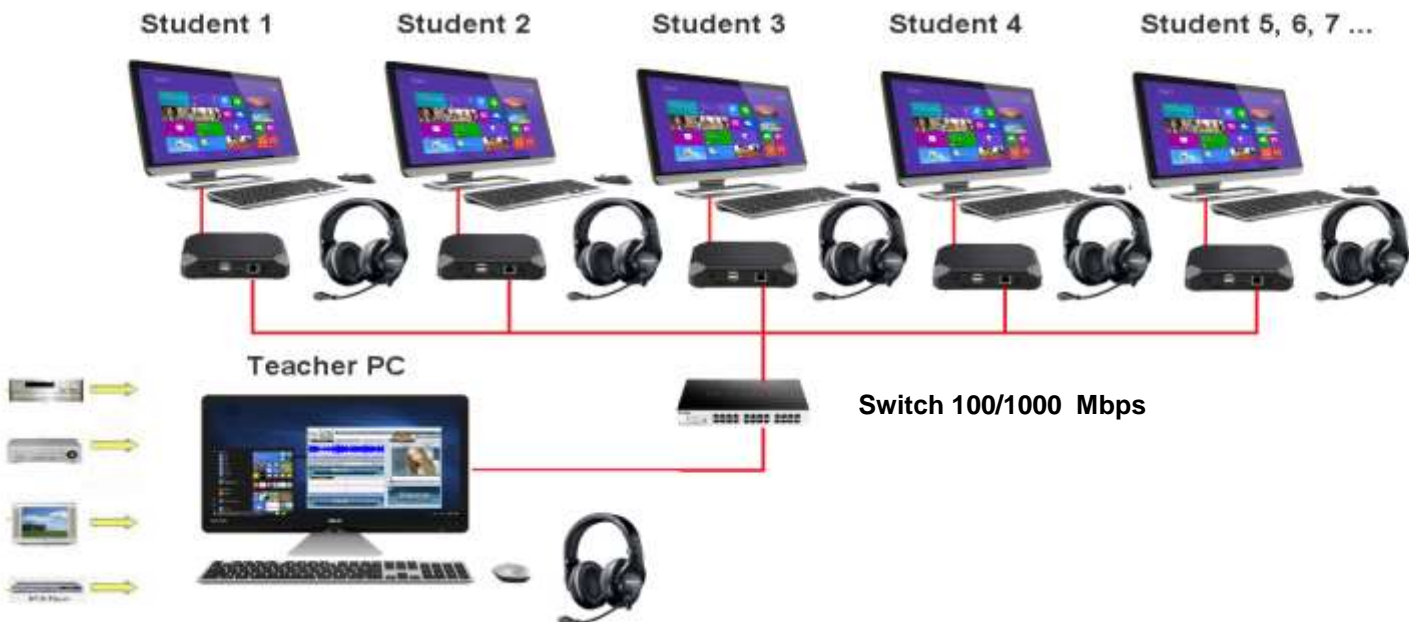 Student 1
Student 2
Student 3
Student 4
Student 5, 6, 7 ...
Teacher PC
Switch 100/1000  Mbps